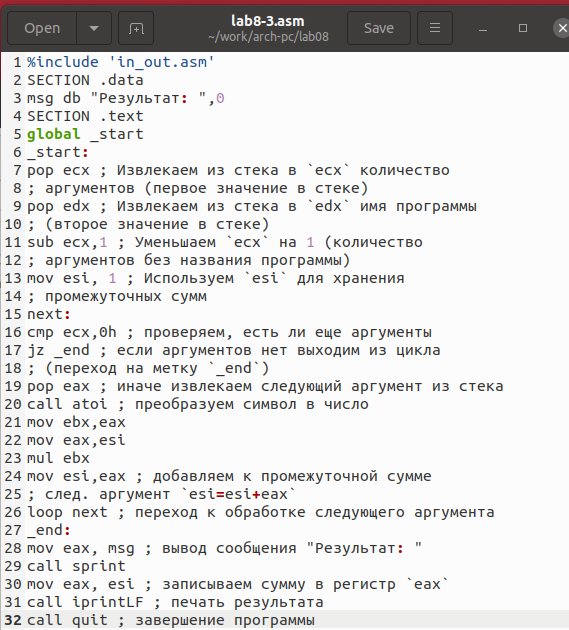 Open
lab8-3.asm
~/work/arch-pc/lab08
Save
1 %include 'in_out.asm'
2 SECTION .data
3 msg db "Результат: ",0
4 SECTION .text
5 global _start
6 _start:
7 pop ecx ; Извлекаем из стека в `ecx` количество
8 ; аргументов (первое значение в стеке)
9 pop edx ; Извлекаем из стека в `edx` имя программы
10 ; (второе значение в стеке)
11 sub ecx,1 ; Уменьшаем `ecx` на 1 (количество
12 ; аргументов без названия программы)
13 mov esi, 1 ; Используем `esi` для хранения
14 ; промежуточных сумм
15 next:
16 cmp ecx,0h ; проверяем, есть ли еще аргументы
17 jz _end ; если аргументов нет выходим из цикла
18 ; (переход на метку `_end`)
19 pop eax ; иначе извлекаем следующий аргумент из стека
20 call atoi ; преобразуем символ в число
21 mov ebx,eax
22 mov eax,esi
23 mul ebx
24 mov esi,eax ; добавляем к промежуточной сумме
25 ; след. аргумент `esi=esi+eax`
26 loop next ; переход к обработке следующего аргумента
27 _end:
28 mov eax, msg ; вывод сообщения "Результат: "
29 call sprint
30 mov eax, esi ; записываем сумму в регистр `eax`
31 call iprintLF ; печать результата
32 call quit ; завершение программы